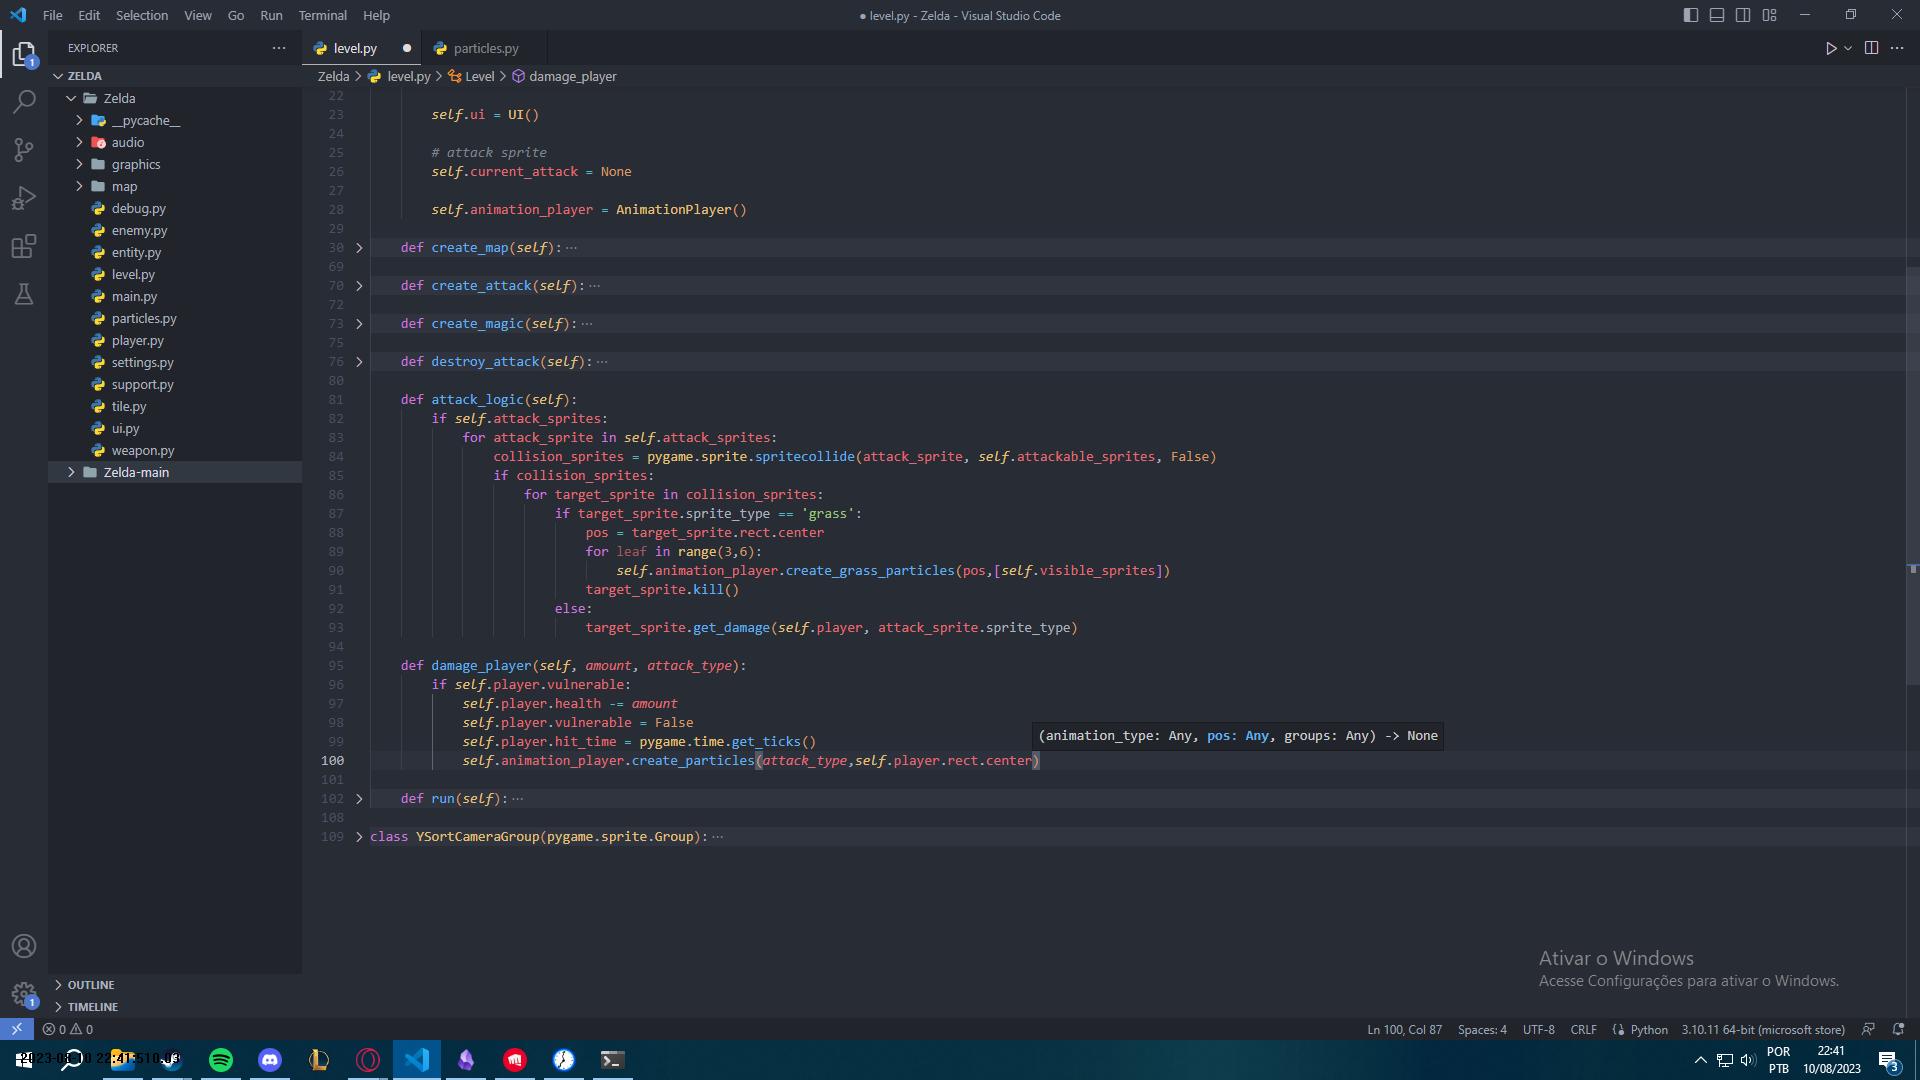 File Edit Selection View Go Run Terminal Help
● level.py - Zelda - Visual Studio Code
EXPLORER
level.py
particles.py
ZELDA
Zelda > level.py > Level > damage_player
Zelda
__pycache__
audio
graphics
map
debug.py
enemy.py
entity.py
level.py
main.py
particles.py
player.py
settings.py
support.py
tile.py
ui.py
weapon.py
Zelda-main
22
23 self.ui = UI()
24
25 # attack sprite
26 self.current_attack = None
27
28 self.animation_player = AnimationPlayer()
29
30 def create_map(self): ...
69
70 def create_attack(self): ...
72
73 def create_magic(self): ...
75
76 def destroy_attack(self): ...
80
81 def attack_logic(self):
82 if self.attack_sprites:
83 for attack_sprite in self.attack_sprites:
84 collision_sprites = pygame.sprite.spritecollide(attack_sprite, self.attackable_sprites, False)
85 if collision_sprites:
86 for target_sprite in collision_sprites:
87 if target_sprite.sprite_type == 'grass':
88 pos = target_sprite.rect.center
89 for leaf in range(3,6):
90 self.animation_player.create_grass_particles(pos,[self.visible_sprites])
91 target_sprite.kill()
92 else:
93 target_sprite.get_damage(self.player, attack_sprite.sprite_type)
94
95 def damage_player(self, amount, attack_type):
96 if self.player.vulnerable:
97 self.player.health -= amount
98 self.player.vulnerable = False
99 self.player.hit_time = pygame.time.get_ticks()
(animation_type: Any, pos: Any, groups: Any) -> None
100 self.animation_player.create_particles(attack_type,self.player.rect.center)
101
102 def run(self): ...
108
109 class YSortCameraGroup(pygame.sprite.Group): ...
Ativar o Windows
Acesse Configurações para ativar o Windows.
OUTLINE
TIMELINE
1
1
0 0
Ln 100, Col 87 Spaces: 4 UTF-8 CRLF Python 3.10.11 64-bit (microsoft store)
POR
PTB
22:41
10/08/2023
3